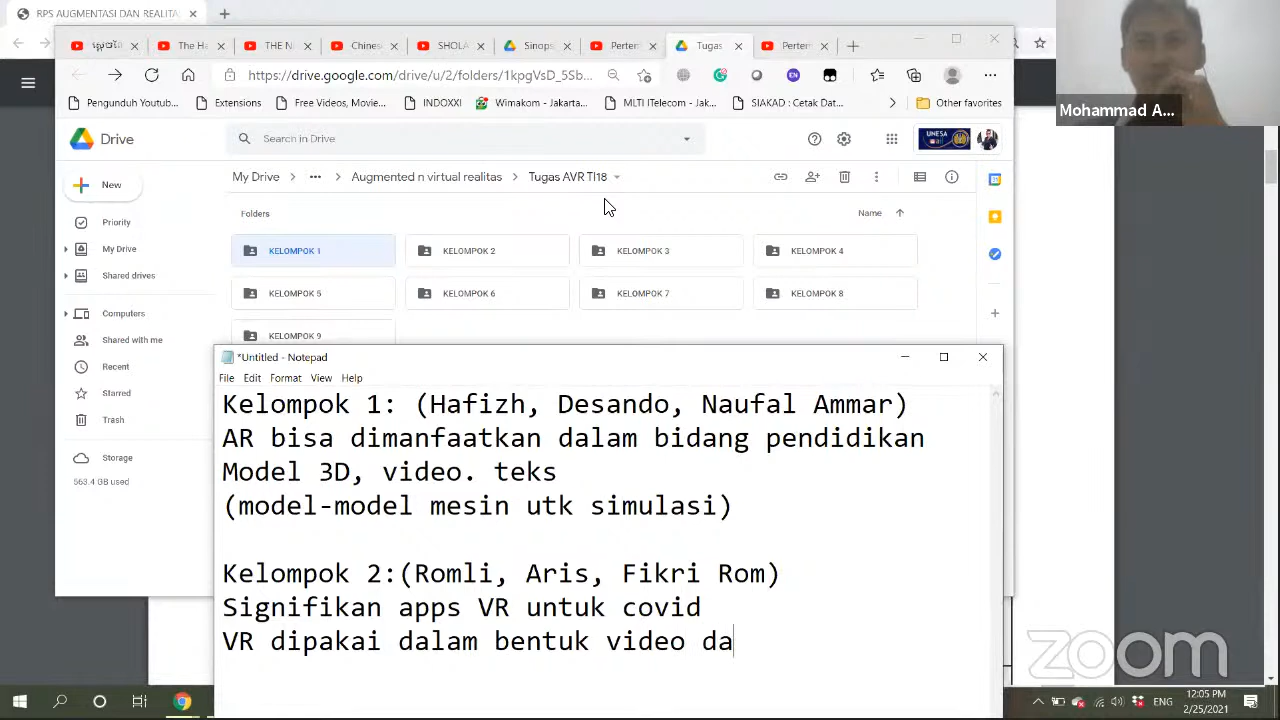 RPS AUGMENTASI DAN REALITA
The Ha
THE N
Chines
SHOU
Sinops
Pertem
Tugas
Pertem
https://drive.google.com/drive/u/2/folders/1kpgVsD_5Sb...
Pengunduh Youtub...
Extensions
Free Videos, Movie...
INDOXXI
Wimakom - Jakarta...
MLTI ITelecom - Jak...
SIAKAD : Cetak Dat...
Other favorites
Mohammad A...
Drive
Search in Drive
UNESA
New
My Drive
...
Augmented n virtual realitas
Tugas AVR TI18
Priority
My Drive
Shared drives
Computers
Shared with me
Recent
Starred
Trash
Storage
563.4 GB used
Folders
Name
KELOMPOK 1
KELOMPOK 2
KELOMPOK 3
KELOMPOK 4
KELOMPOK 5
KELOMPOK 6
KELOMPOK 7
KELOMPOK 8
KELOMPOK 9
*Untitled - Notepad
File Edit Format View Help
Kelompok 1: (Hafizh, Desando, Naufal Ammar)
AR bisa dimanfaatkan dalam bidang pendidikan
Model 3D, video. teks
(model-model mesin utk simulasi)
Kelompok 2:(Romli, Aris, Fikri Rom)
Signifikan apps VR untuk covid
VR dipakai dalam bentuk video da
zoom
ENG
12:05 PM
2/25/2021